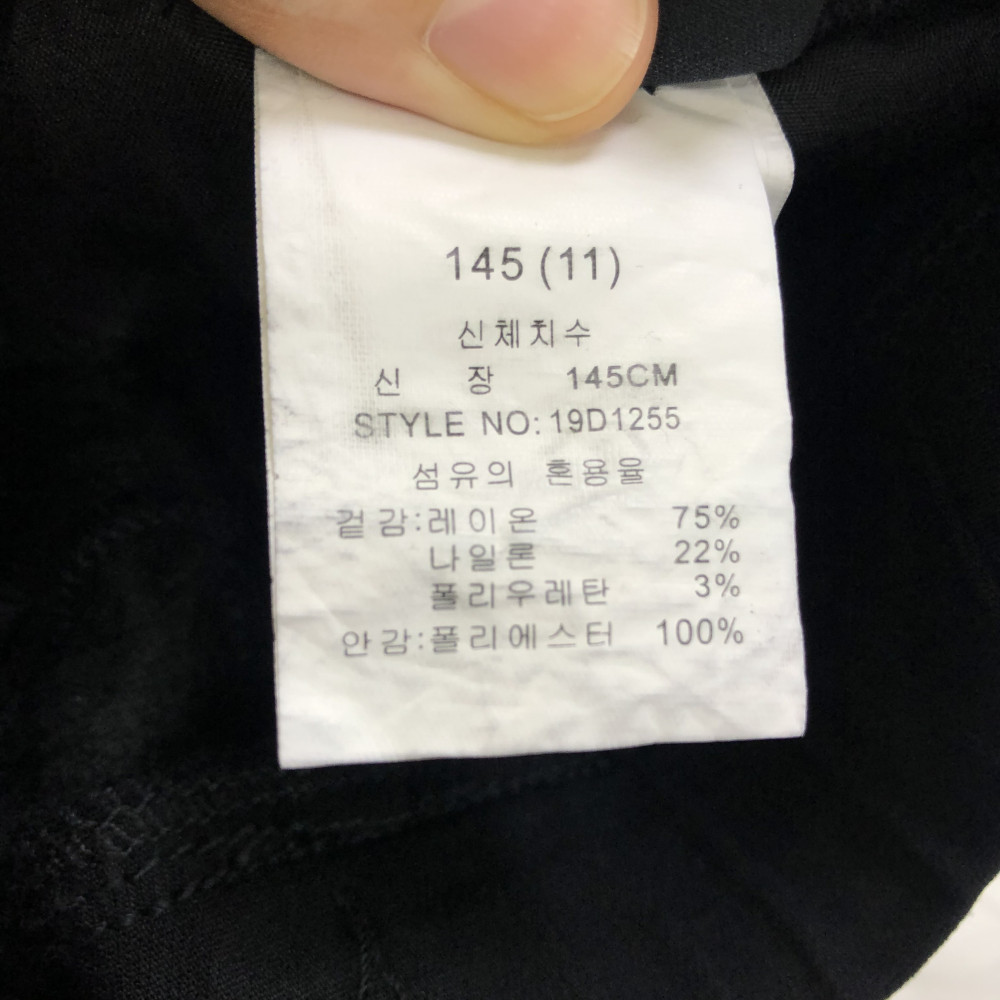 145 (11)
신체치수
신 장 145CM
STYLE NO: 19D1255
섬유의 혼용율
겉감:레이온 75%
나일론 22%
폴리우레탄 3%
안감:폴리에스터 100%